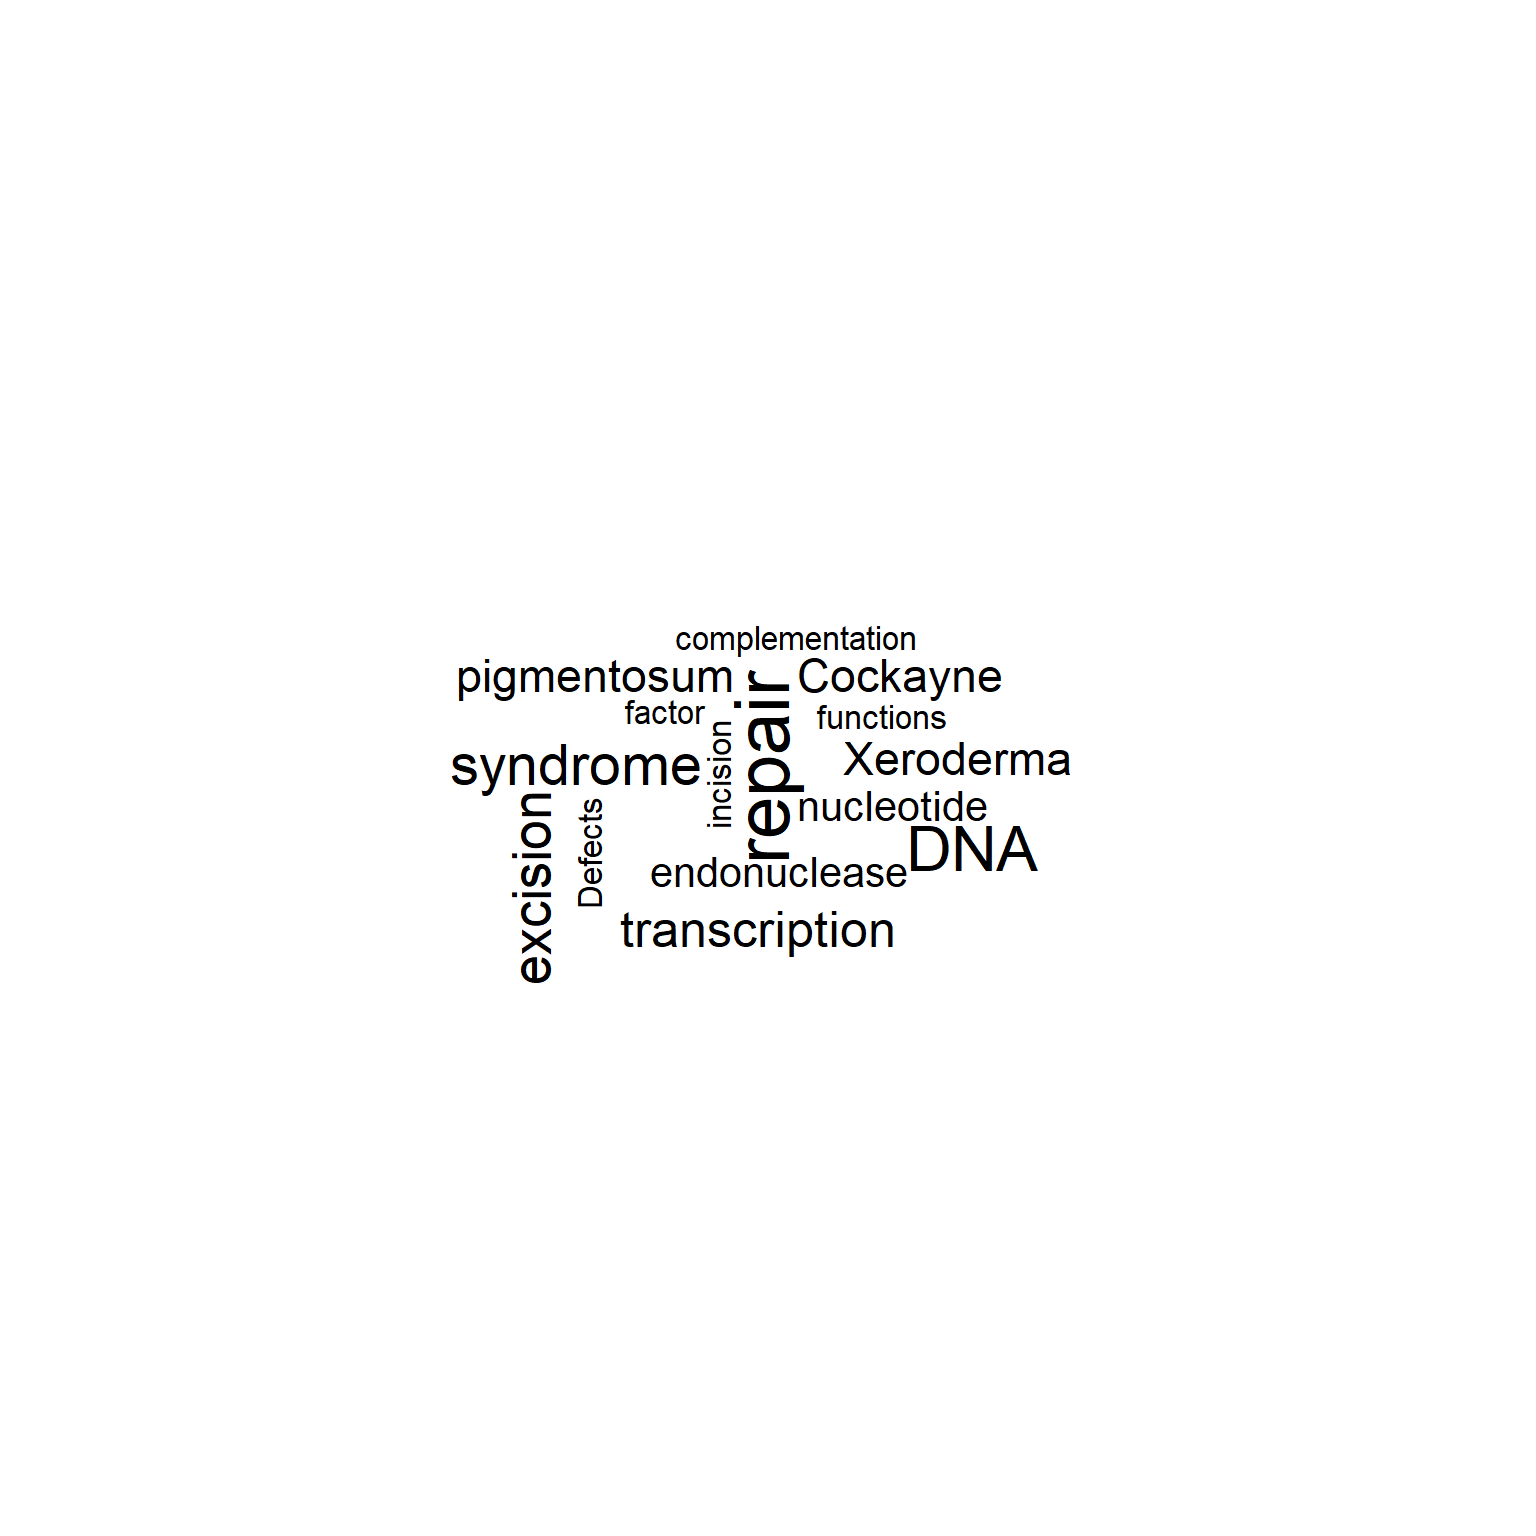 complementation
pigmentosum
repair
Cockayne
factor
functions
incision
syndrome
Xeroderma
excision
Defects
nucleotide
DNA
endonuclease
transcription